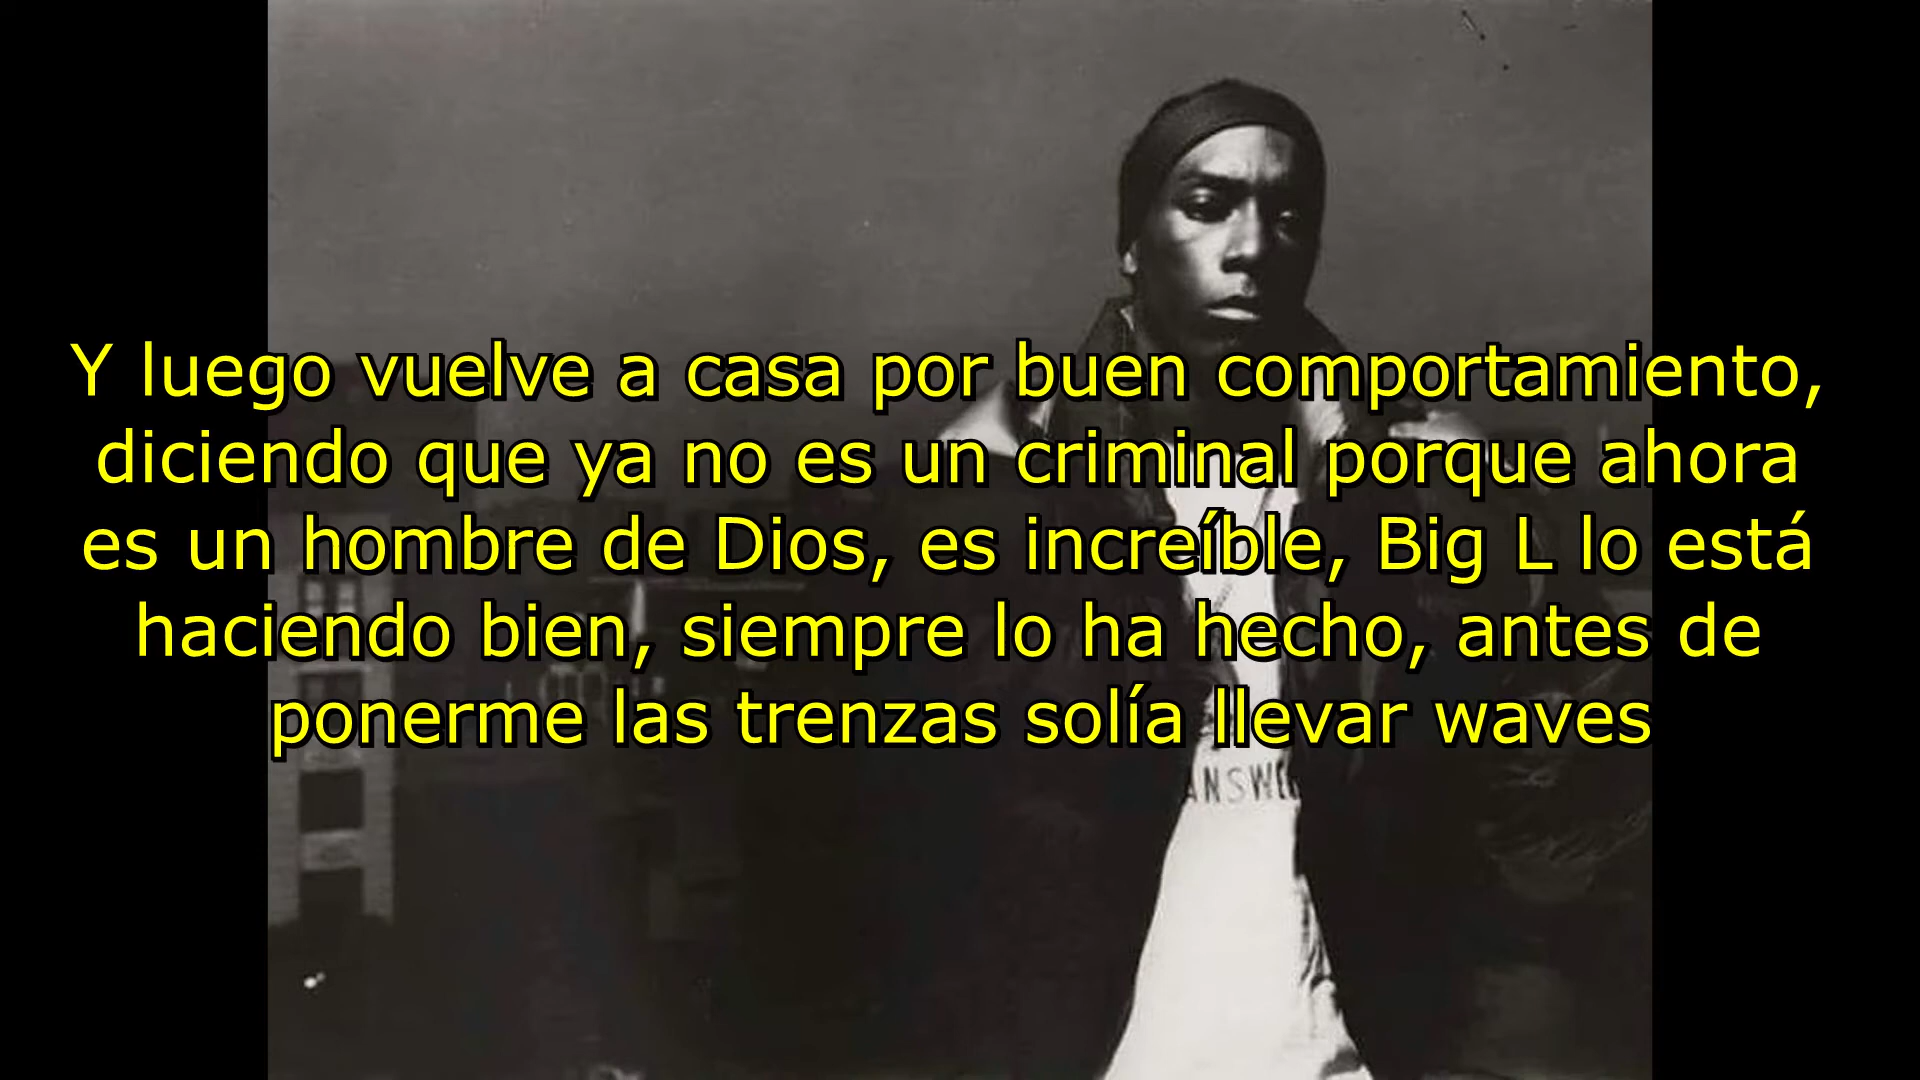 Y luego vuelve a casa por buen comportamiento,
diciendo que ya no es un criminal porque ahora
es un hombre de Dios, es increíble, Big L lo está
haciendo bien, siempre lo ha hecho, antes de
ponerme las trenzas solía llevar waves